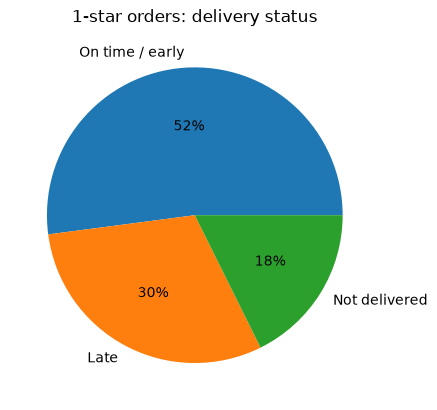 1-star orders: delivery status
On time / early
52%
18%
30%
Not delivered
Late